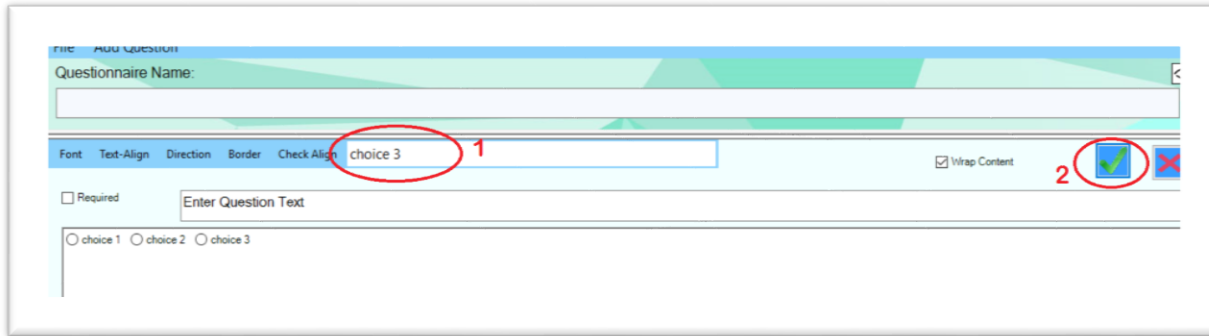 File Add Question
Questionnaire Name:
Font Text-Align Direction Border Check Align choice 3 1 Wrap Content 2
Required Enter Question Text
choice 1 choice 2 choice 3